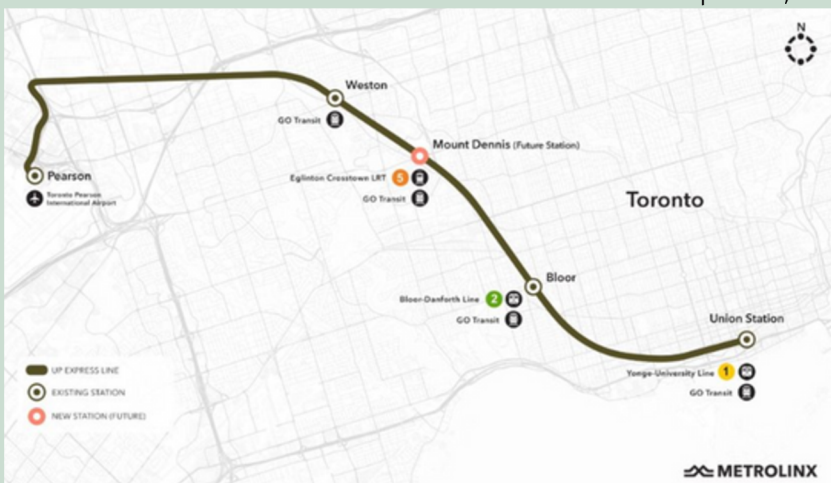 N
Weston
GO Transit
Mount Dennis (Future Station)
Eglinton Crosstown LRT 5
GO Transit
Pearson
Toronto Pearson
International Airport
Toronto
Bloor
Bloor-Danforth Line 2
GO Transit
Union Station
Yonge-University Line 1
GO Transit
UP EXPRESS LINE
EXISTING STATION
NEW STATION (FUTURE)
METROLINX